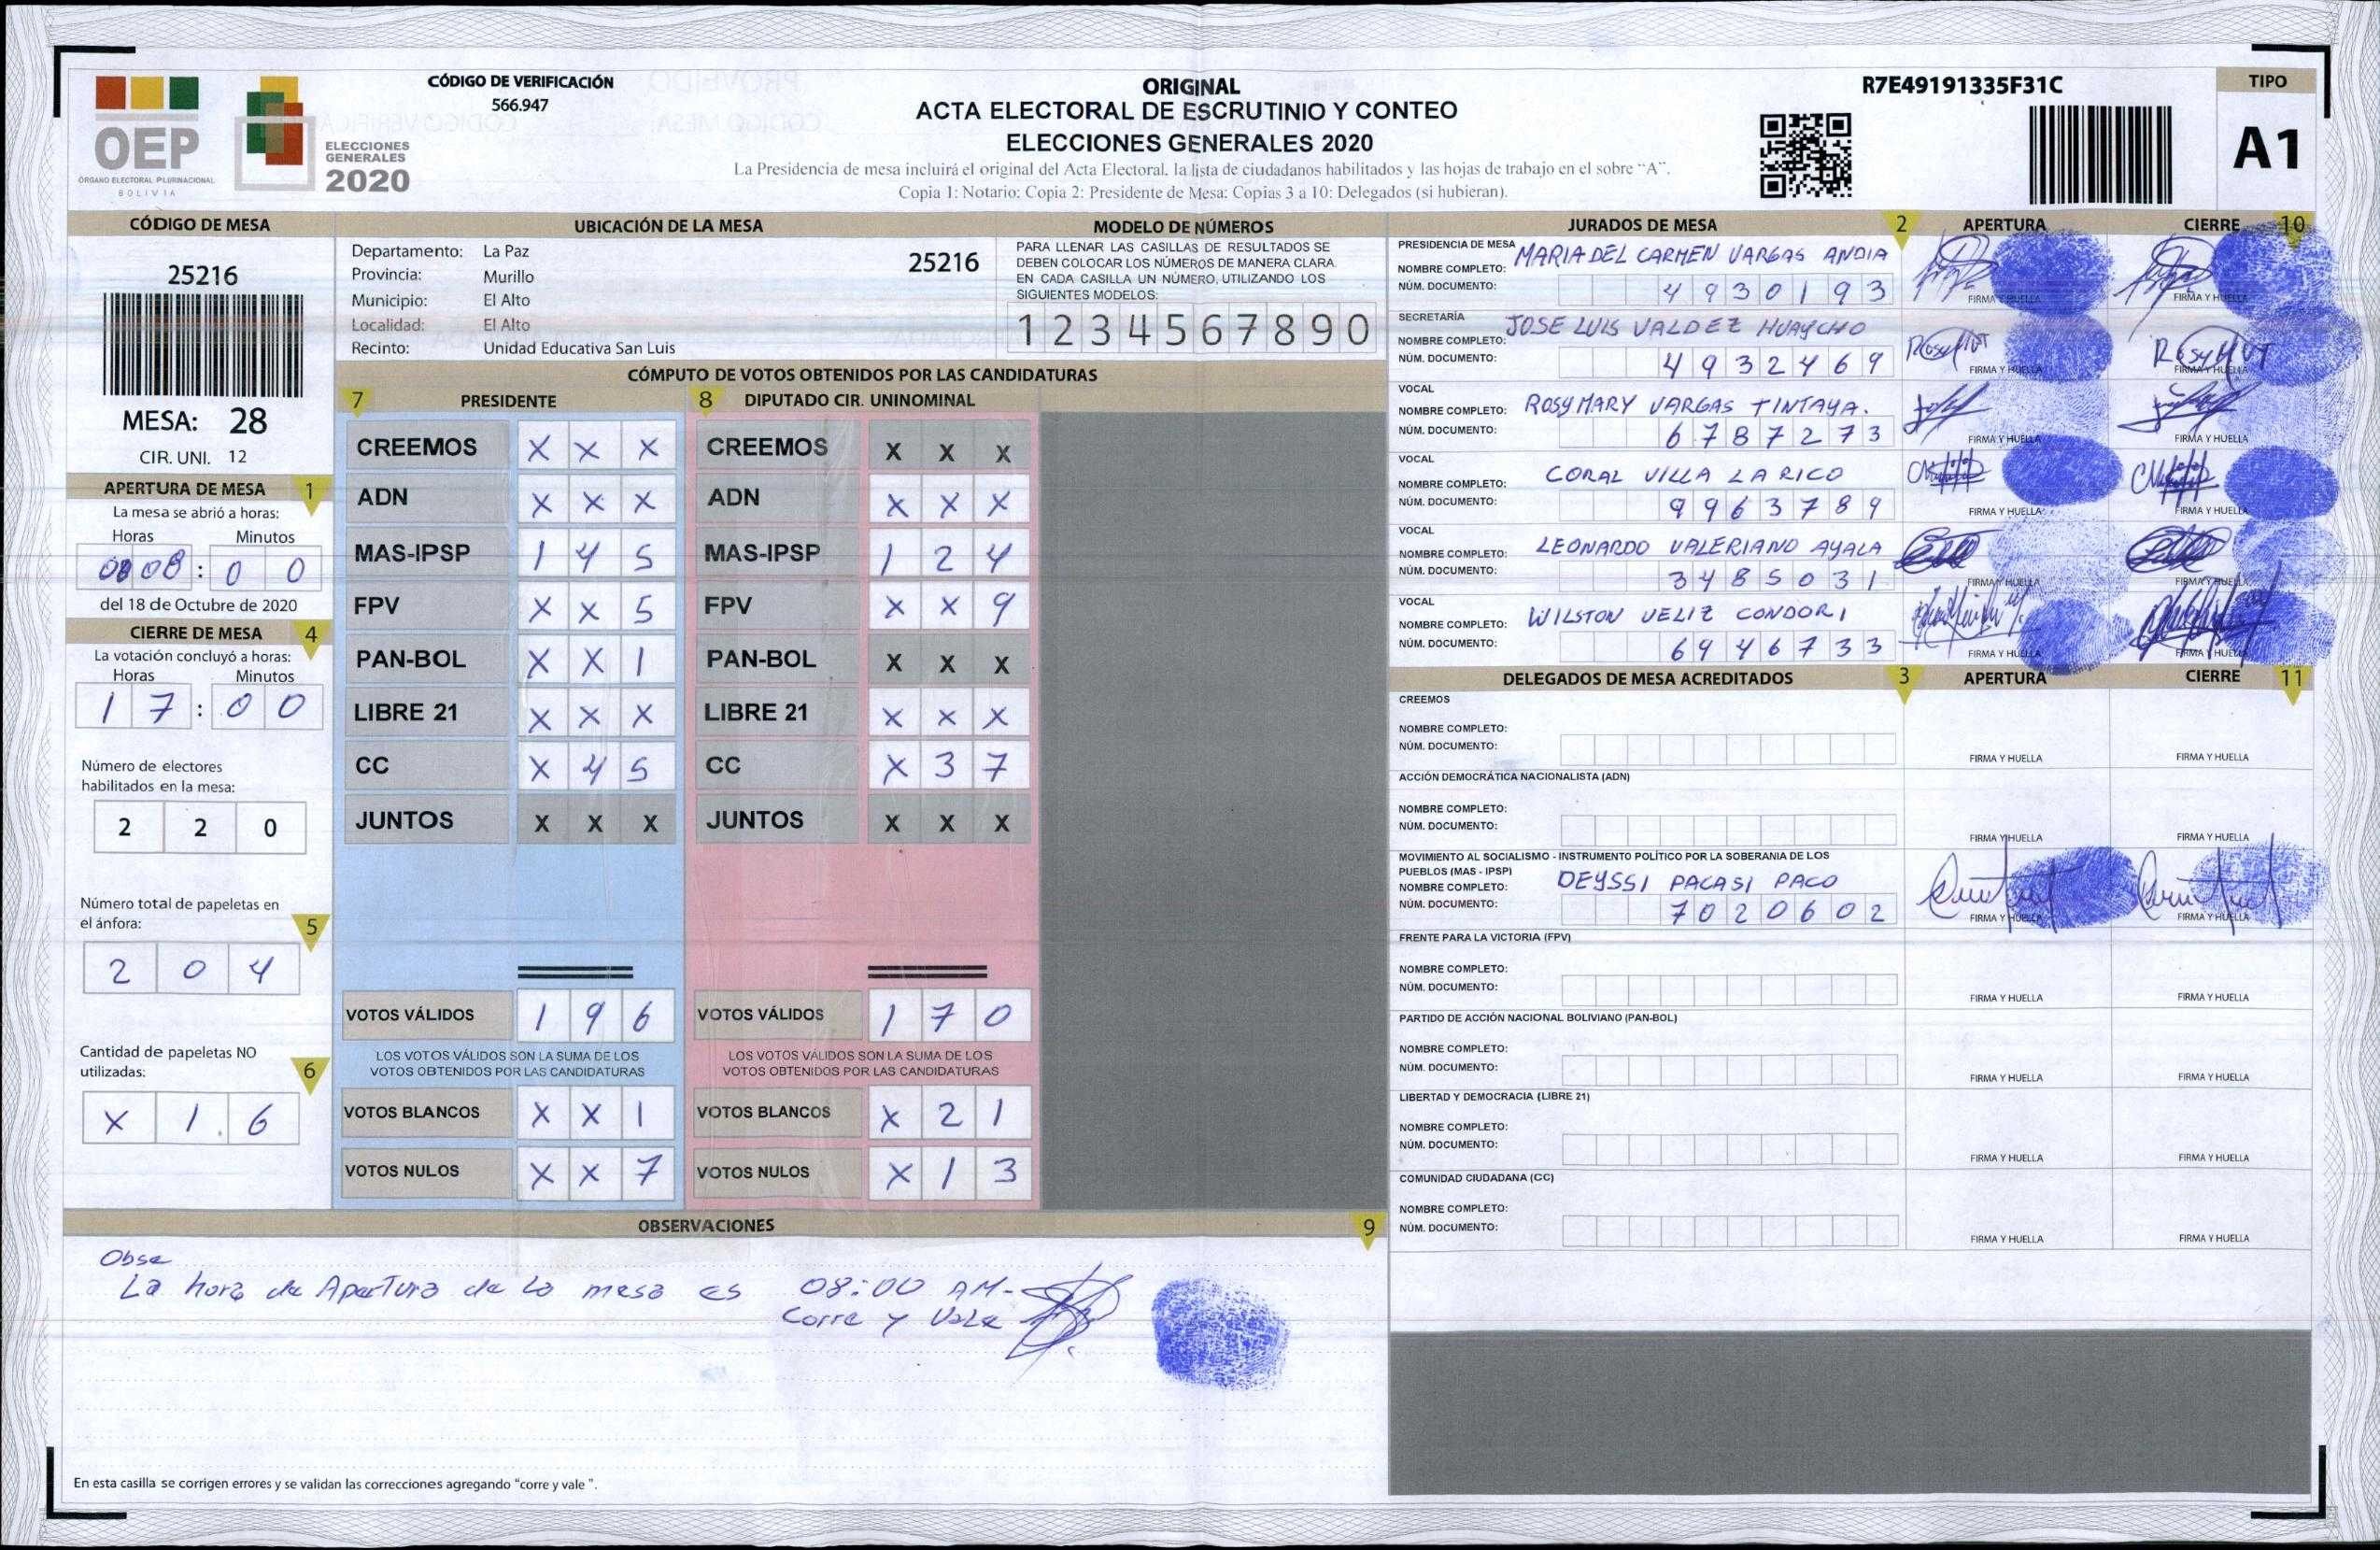 CÓDIGO DE VERIFICACIÓN
566.947
OEP
ÓRGANO ELECTORAL PLURINACIONAL
BOLIVIA
ELECCIONES
GENERALES
2020
ORIGINAL
ACTA ELECTORAL DE ESCRUTINIO Y CONTEO
ELECCIONES GENERALES 2020
La Presidencia de mesa incluirá el original del Acta Electoral, la lista de ciudadanos habilitados y las hojas de trabajo en el sobre "A".
Copia 1: Notario; Copia 2: Presidente de Mesa; Copias 3 a 10: Delegados (si hubieran).
R7E49191335F31C
TIPO
A1
CÓDIGO DE MESA
25216
MESA: 28
CIR. UNI. 12
APERTURA DE MESA 1
La mesa se abrió a horas:
Horas Minutos
08 : 0 0
del 18 de Octubre de 2020
CIERRE DE MESA 4
La votación concluyó a horas:
Horas Minutos
1 7 : 0 0
Número de electores
habilitados en la mesa:
2 2 0
Número total de papeletas en
el ánfora: 5
2 0 4
Cantidad de papeletas NO
utilizadas: 6
X 1 6
UBICACIÓN DE LA MESA
Departamento: La Paz 25216
Provincia: Murillo
Municipio: El Alto
Localidad: El Alto
Recinto: Unidad Educativa San Luis
MODELO DE NÚMEROS
PARA LLENAR LAS CASILLAS DE RESULTADOS SE
DEBEN COLOCAR LOS NÚMEROS DE MANERA CLARA
EN CADA CASILLA UN NÚMERO, UTILIZANDO LOS
SIGUIENTES MODELOS:
1 2 3 4 5 6 7 8 9 0
CÓMPUTO DE VOTOS OBTENIDOS POR LAS CANDIDATURAS
7 PRESIDENTE 8 DIPUTADO CIR. UNINOMINAL
CREEMOS X X X CREEMOS X X X
ADN X X X ADN X X X
MAS-IPSP 1 4 5 MAS-IPSP 1 2 4
FPV X X 5 FPV X X 9
PAN-BOL X X 1 PAN-BOL X X X
LIBRE 21 X X X LIBRE 21 X X X
CC X 4 5 CC X 3 7
JUNTOS X X X JUNTOS X X X
VOTOS VÁLIDOS 1 9 6 VOTOS VÁLIDOS 1 7 0
LOS VOTOS VÁLIDOS SON LA SUMA DE LOS LOS VOTOS VÁLIDOS SON LA SUMA DE LOS
VOTOS OBTENIDOS POR LAS CANDIDATURAS VOTOS OBTENIDOS POR LAS CANDIDATURAS
VOTOS BLANCOS X X 1 VOTOS BLANCOS X 2 1
VOTOS NULOS X X 7 VOTOS NULOS X 1 3
OBSERVACIONES 9
Obse
La hora de Apertura de la mesa es 08:00 AM-
Corre y Vale
En esta casilla se corrigen errores y se validan las correcciones agregando "corre y vale ".
JURADOS DE MESA 2 APERTURA CIERRE 10
PRESIDENCIA DE MESA
NOMBRE COMPLETO: MARIA DEL CARMEN VARGAS ANDIA
NÚM. DOCUMENTO: 4 9 3 0 1 9 3
FIRMA Y HUELLA FIRMA Y HUELLA
SECRETARÍA
NOMBRE COMPLETO: JOSE LUIS VALDEZ HUAYCHO
NÚM. DOCUMENTO: 4 9 3 2 4 6 9
FIRMA Y HUELLA FIRMA Y HUELLA
VOCAL
NOMBRE COMPLETO: ROSYMARY VARGAS TINTAYA.
NÚM. DOCUMENTO: 6 7 8 7 2 7 3
FIRMA Y HUELLA FIRMA Y HUELLA
VOCAL
NOMBRE COMPLETO: CORAL VILLA LARICO
NÚM. DOCUMENTO: 9 9 6 3 7 8 9
FIRMA Y HUELLA FIRMA Y HUELLA
VOCAL
NOMBRE COMPLETO: LEONARDO VALERIANO AYALA
NÚM. DOCUMENTO: 3 4 8 5 0 3 1
FIRMA Y HUELLA FIRMA Y HUELLA
VOCAL
NOMBRE COMPLETO: WILSTON VELIZ CONDORI
NÚM. DOCUMENTO: 6 9 4 6 7 3 3
FIRMA Y HUELLA FIRMA Y HUELLA
DELEGADOS DE MESA ACREDITADOS 3 APERTURA CIERRE 11
CREEMOS
NOMBRE COMPLETO:
NÚM. DOCUMENTO:
FIRMA Y HUELLA FIRMA Y HUELLA
ACCIÓN DEMOCRÁTICA NACIONALISTA (ADN)
NOMBRE COMPLETO:
NÚM. DOCUMENTO:
FIRMA Y HUELLA FIRMA Y HUELLA
MOVIMIENTO AL SOCIALISMO - INSTRUMENTO POLÍTICO POR LA SOBERANIA DE LOS
PUEBLOS (MAS - IPSP)
NOMBRE COMPLETO: DEYSSI PACASI PACO
NÚM. DOCUMENTO: 7 0 2 0 6 0 2
FIRMA Y HUELLA FIRMA Y HUELLA
FRENTE PARA LA VICTORIA (FPV)
NOMBRE COMPLETO:
NÚM. DOCUMENTO:
FIRMA Y HUELLA FIRMA Y HUELLA
PARTIDO DE ACCIÓN NACIONAL BOLIVIANO (PAN-BOL)
NOMBRE COMPLETO:
NÚM. DOCUMENTO:
FIRMA Y HUELLA FIRMA Y HUELLA
LIBERTAD Y DEMOCRACIA (LIBRE 21)
NOMBRE COMPLETO:
NÚM. DOCUMENTO:
FIRMA Y HUELLA FIRMA Y HUELLA
COMUNIDAD CIUDADANA (CC)
NOMBRE COMPLETO:
NÚM. DOCUMENTO:
FIRMA Y HUELLA FIRMA Y HUELLA